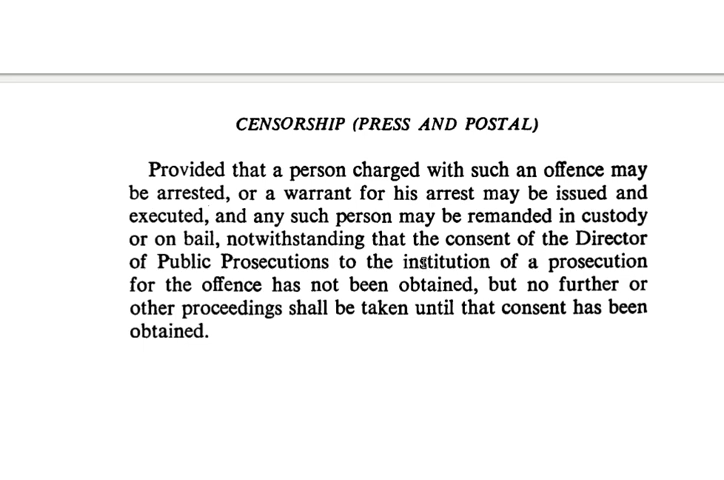 CENSORSHIP (PRESS AND POSTAL)
Provided that a person charged with such an offence may
be arrested, or a warrant for his arrest may be issued and
executed, and any such person may be remanded in custody
or on bail, notwithstanding that the consent of the Director
of Public Prosecutions to the institution of a prosecution
for the offence has not been obtained, but no further or
other proceedings shall be taken until that consent has been
obtained.